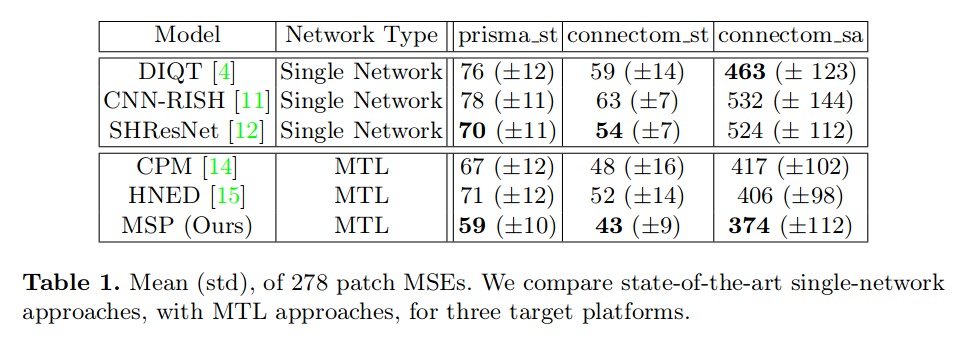 Model Network Type prisma_st connectom_st connectom_sa
DIQT [4] Single Network 76 (±12) 59 (±14) 463 (± 123)
CNN-RISH [11] Single Network 78 (±11) 63 (±7) 532 (± 144)
SHResNet [12] Single Network 70 (±11) 54 (±7) 524 (± 112)
CPM [14] MTL 67 (±12) 48 (±16) 417 (±102)
HNED [15] MTL 71 (±12) 52 (±14) 406 (±98)
MSP (Ours) MTL 59 (±10) 43 (±9) 374 (±112)
Table 1. Mean (std), of 278 patch MSEs. We compare state-of-the-art single-network
approaches, with MTL approaches, for three target platforms.